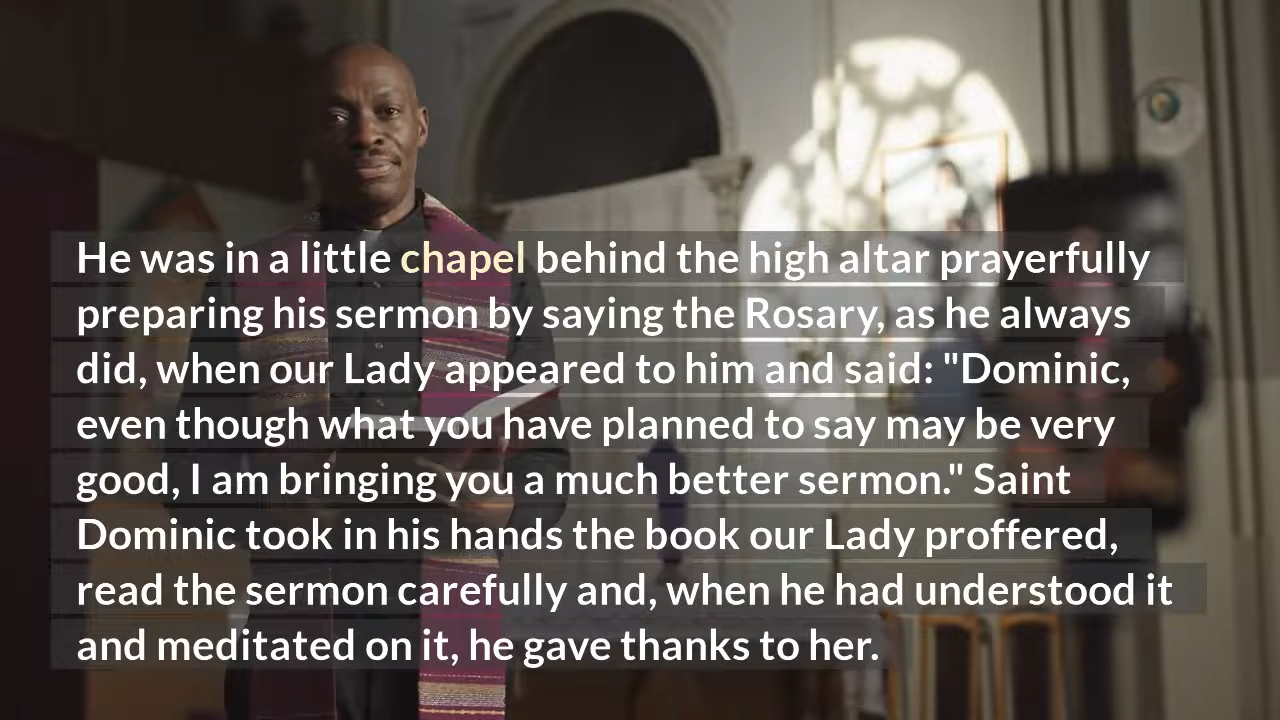 He was in a little chapel behind the high altar prayerfully
preparing his sermon by saying the Rosary, as he always
did, when our Lady appeared to him and said: "Dominic,
even though what you have planned to say may be very
good, I am bringing you a much better sermon." Saint
Dominic took in his hands the book our Lady proffered,
read the sermon carefully and, when he had understood it
and meditated on it, he gave thanks to her.